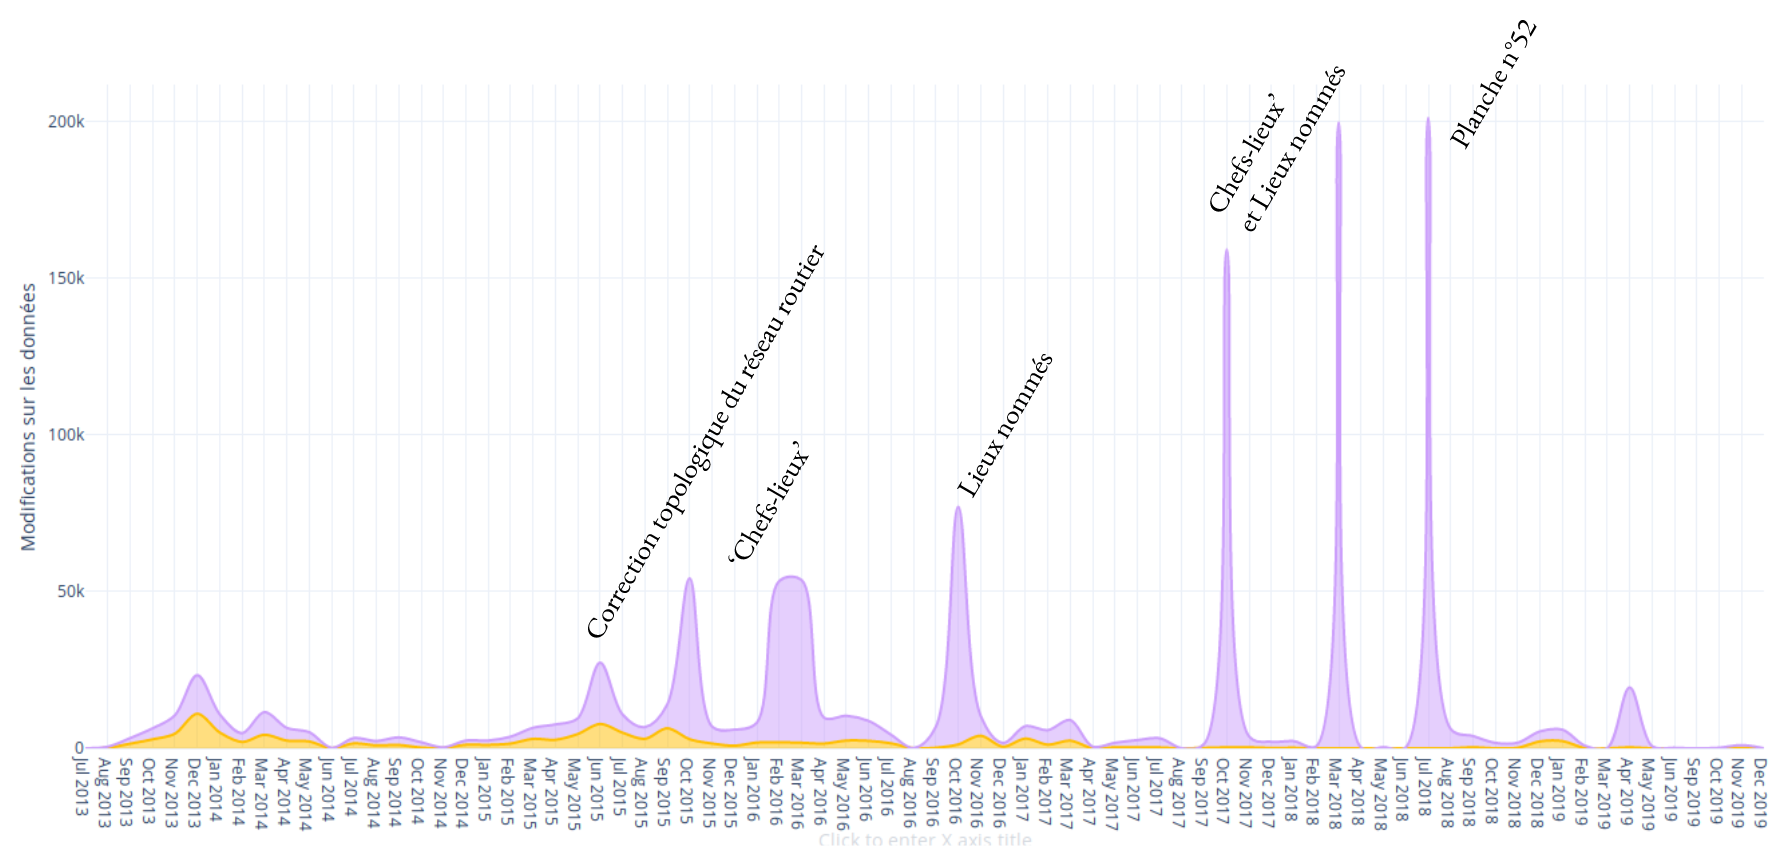 Planche n°52
Chefs-lieux’
et Lieux nommés
Correction topologique du réseau routier
‘Chefs-lieux’
Lieux nommés
Modifications sur les données
200k
150k
100k
50k
0
Jul 2013
Aug 2013
Sep 2013
Oct 2013
Nov 2013
Dec 2013
Jan 2014
Feb 2014
Mar 2014
Apr 2014
May 2014
Jun 2014
Jul 2014
Aug 2014
Sep 2014
Oct 2014
Nov 2014
Dec 2014
Jan 2015
Feb 2015
Mar 2015
Apr 2015
May 2015
Jun 2015
Jul 2015
Aug 2015
Sep 2015
Oct 2015
Nov 2015
Dec 2015
Jan 2016
Feb 2016
Mar 2016
Apr 2016
May 2016
Jun 2016
Jul 2016
Aug 2016
Sep 2016
Oct 2016
Nov 2016
Dec 2016
Jan 2017
Feb 2017
Mar 2017
Apr 2017
May 2017
Jun 2017
Jul 2017
Aug 2017
Sep 2017
Oct 2017
Nov 2017
Dec 2017
Jan 2018
Feb 2018
Mar 2018
Apr 2018
May 2018
Jun 2018
Jul 2018
Aug 2018
Sep 2018
Oct 2018
Nov 2018
Dec 2018
Jan 2019
Feb 2019
Mar 2019
Apr 2019
May 2019
Jun 2019
Sep 2019
Oct 2019
Nov 2019
Dec 2019
Click to enter X axis title